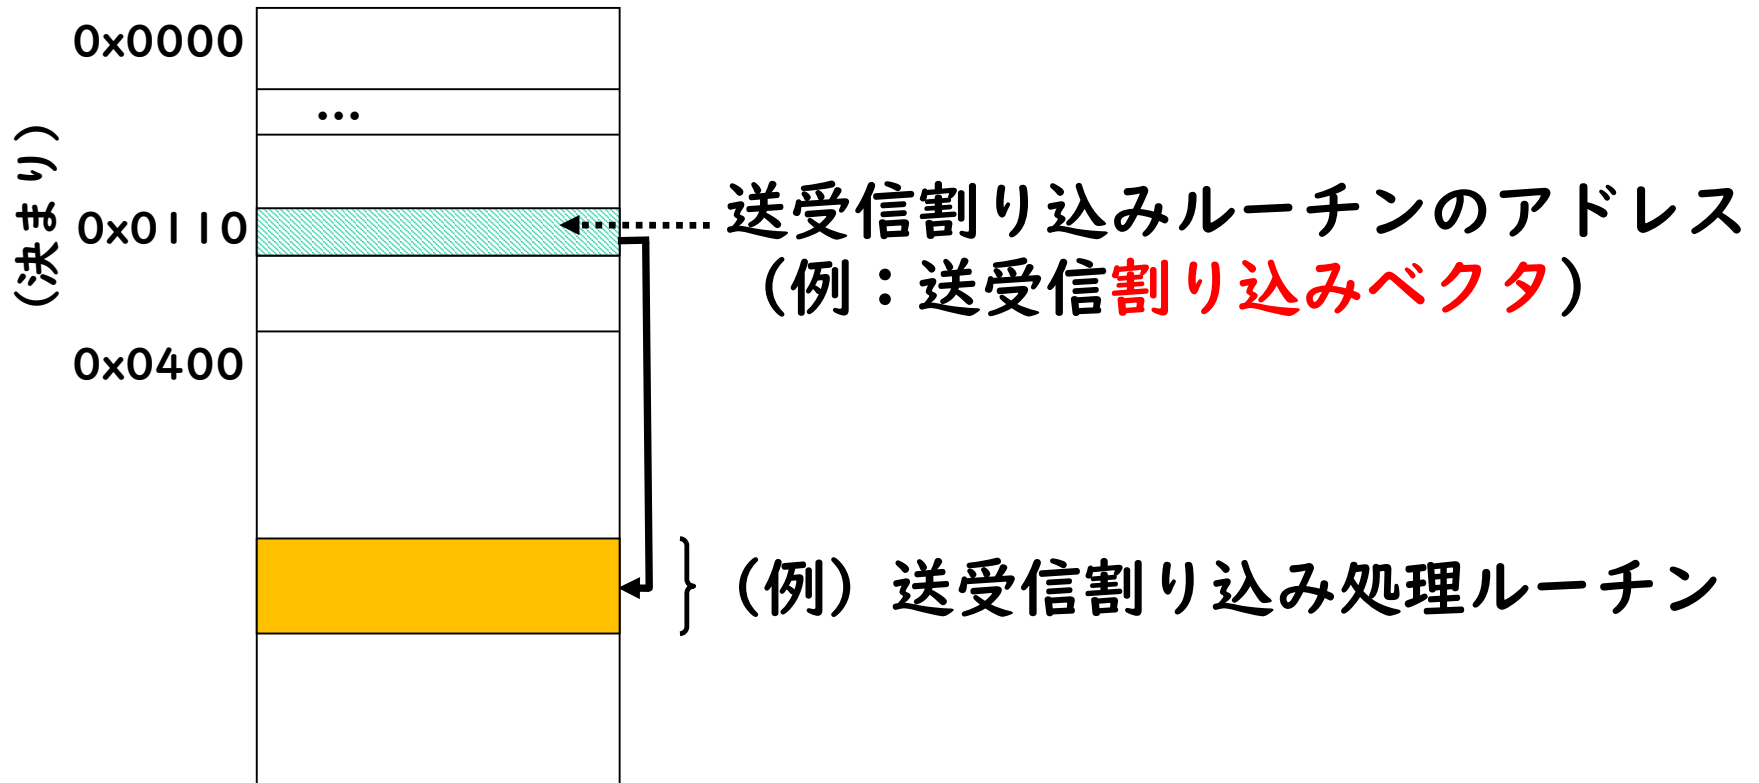 0x0000
…
(決まり)
0x0110
送受信割り込みルーチンのアドレス
(例：送受信割り込みベクタ)
0x0400
(例) 送受信割り込み処理ルーチン